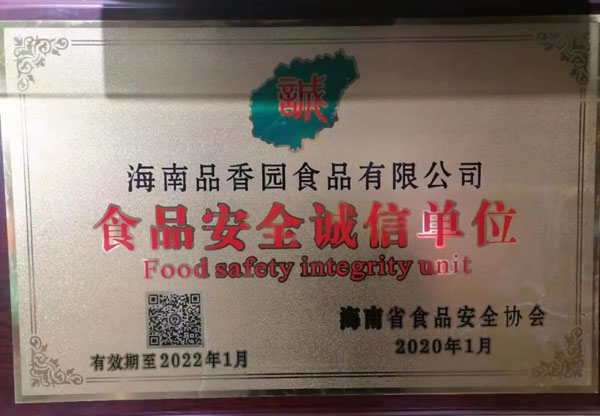 誠
海南品香园食品有限公司
食品安全诚信单位
Food safety integrity unit
海南省食品安全协会
有效期至2022年1月
2020年1月